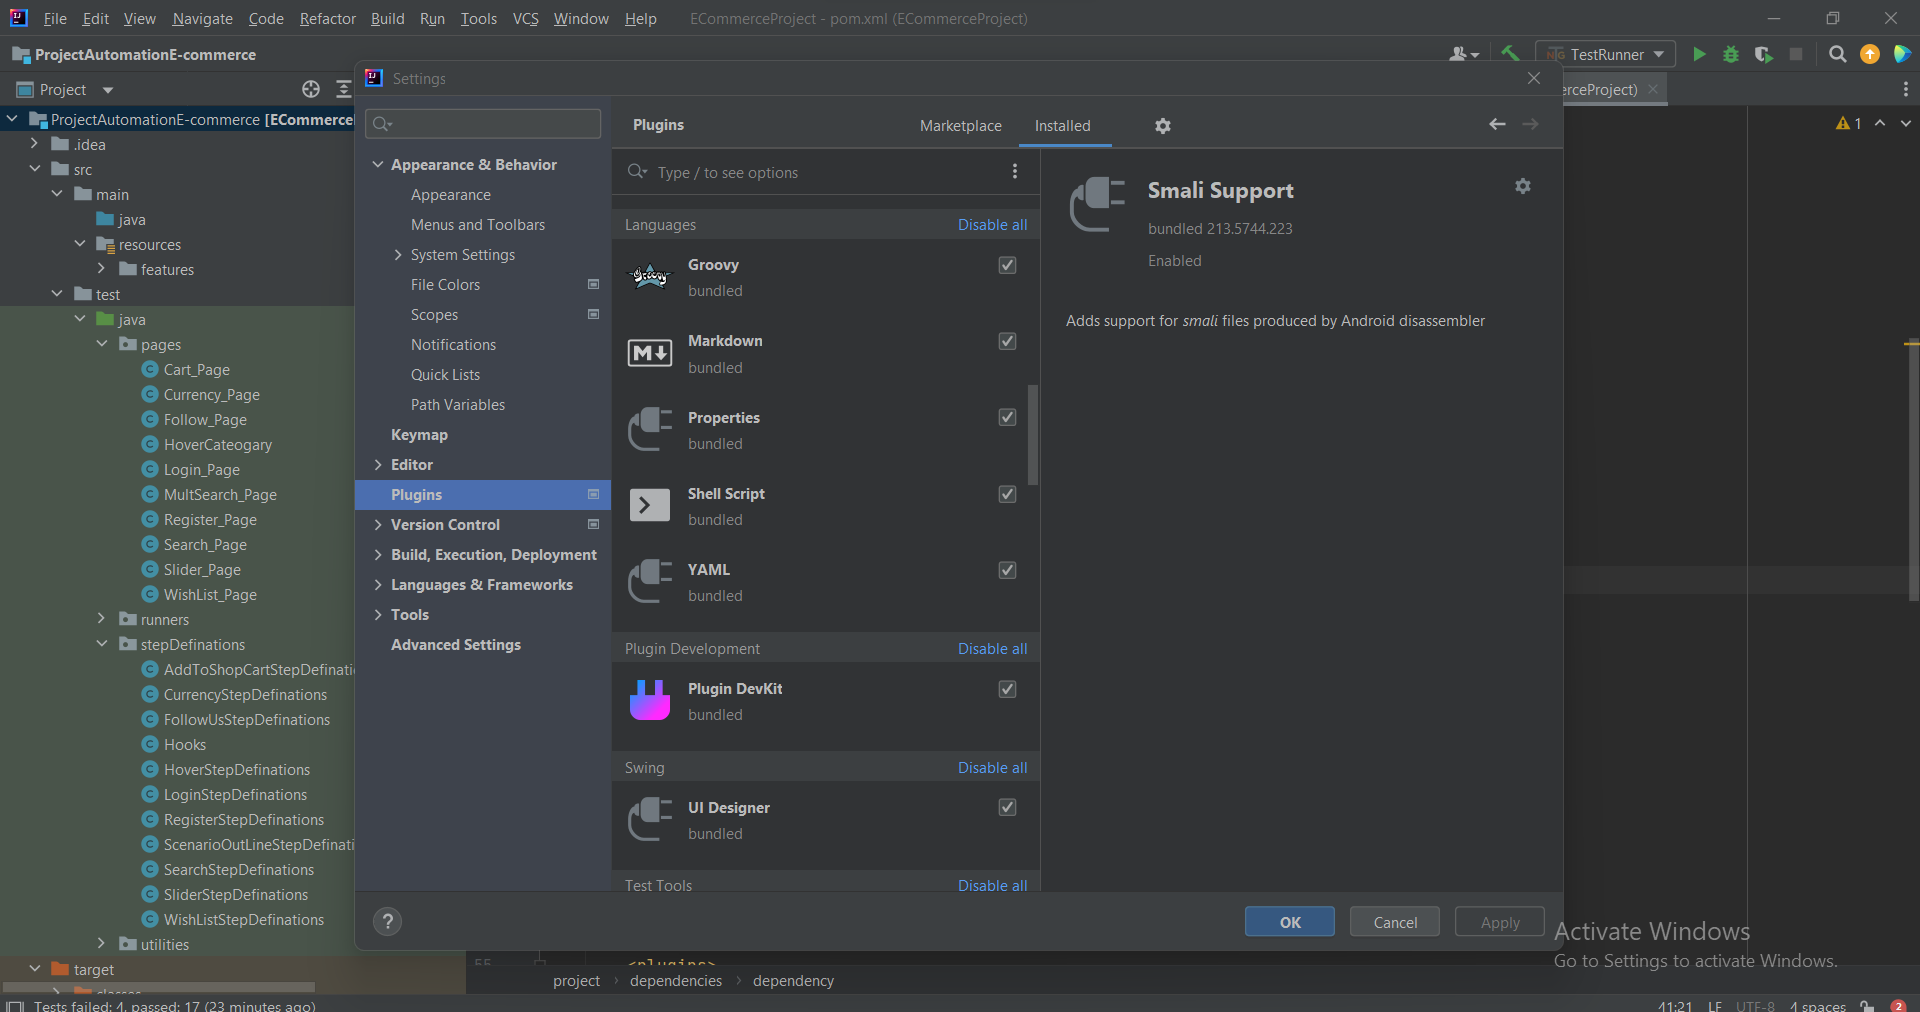 File Edit View Navigate Code Refactor Build Run Tools VCS Window Help ECommerceProject - pom.xml (ECommerceProject)
ProjectAutomationE-commerce
TestRunner
Project
Settings
erceProject)
ProjectAutomationE-commerce [ECommerce
.idea
src
main
java
resources
features
test
java
pages
Cart_Page
Currency_Page
Follow_Page
HoverCateogary
Login_Page
MultSearch_Page
Register_Page
Search_Page
Slider_Page
WishList_Page
runners
stepDefinations
AddToShopCartStepDefinati
CurrencyStepDefinations
FollowUsStepDefinations
Hooks
HoverStepDefinations
LoginStepDefinations
RegisterStepDefinations
ScenarioOutLineStepDefinati
SearchStepDefinations
SliderStepDefinations
WishListStepDefinations
utilities
target
classes
Appearance & Behavior
Appearance
Menus and Toolbars
System Settings
File Colors
Scopes
Notifications
Quick Lists
Path Variables
Keymap
Editor
Plugins
Version Control
Build, Execution, Deployment
Languages & Frameworks
Tools
Advanced Settings
Plugins Marketplace Installed
Type / to see options
Languages Disable all
Groovy
bundled
Markdown
bundled
Properties
bundled
Shell Script
bundled
YAML
bundled
Plugin Development Disable all
Plugin DevKit
bundled
Swing Disable all
UI Designer
bundled
Test Tools Disable all
Smali Support
bundled 213.5744.223
Enabled
Adds support for smali files produced by Android disassembler
1
? OK Cancel Apply
Activate Windows
Go to Settings to activate Windows.
55 <plugins>
project dependencies dependency
Tests failed: 4, passed: 17 (23 minutes ago) 41:21 LF UTF-8 4 spaces 2